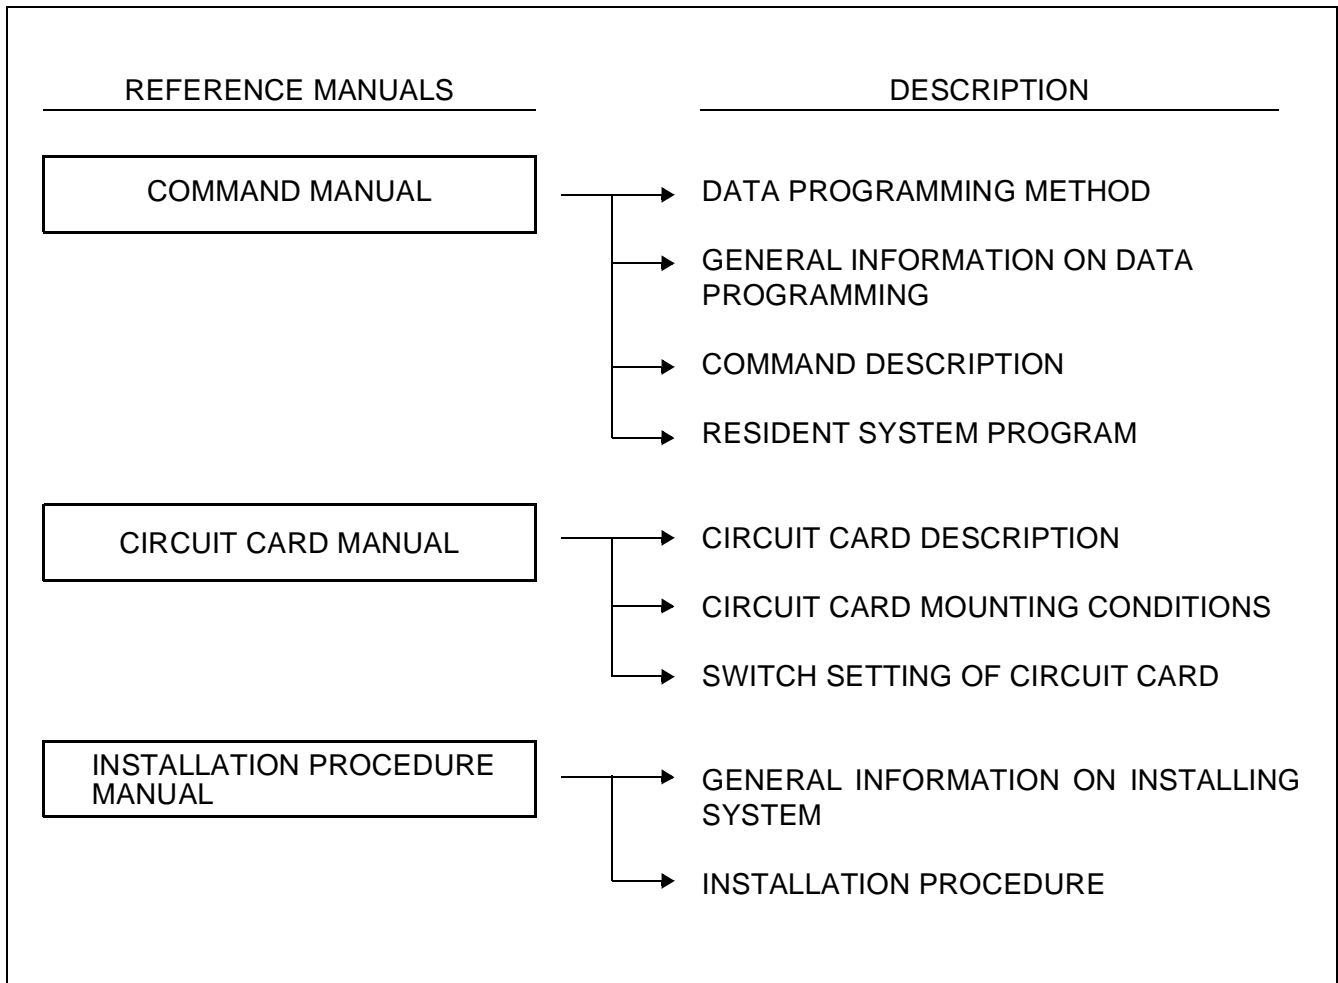 REFERENCE MANUALS
DESCRIPTION
COMMAND MANUAL
DATA PROGRAMMING METHOD
GENERAL INFORMATION ON DATA
PROGRAMMING
COMMAND DESCRIPTION
RESIDENT SYSTEM PROGRAM
CIRCUIT CARD MANUAL
CIRCUIT CARD DESCRIPTION
CIRCUIT CARD MOUNTING CONDITIONS
SWITCH SETTING OF CIRCUIT CARD
INSTALLATION PROCEDURE
MANUAL
GENERAL INFORMATION ON INSTALLING
SYSTEM
INSTALLATION PROCEDURE